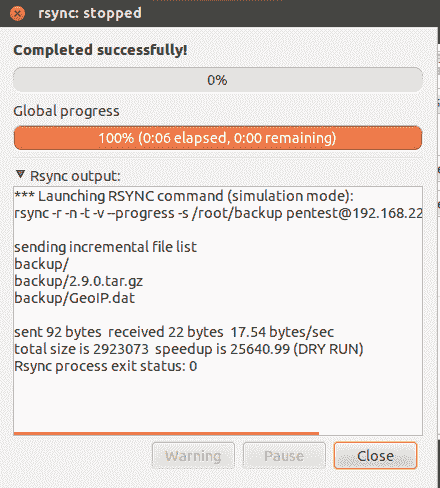 rsync: stopped
Completed successfully!
0%
Global progress
100% (0:06 elapsed, 0:00 remaining)
Rsync output:
*** Launching RSYNC command (simulation mode):
rsync -r -n -t -v --progress -s /root/backup pentest@192.168.22
sending incremental file list
backup/
backup/2.9.0.tar.gz
backup/GeoIP.dat
sent 92 bytes  received 22 bytes  17.54 bytes/sec
total size is 2923073  speedup is 25640.99 (DRY RUN)
Rsync process exit status: 0
Warning Pause Close